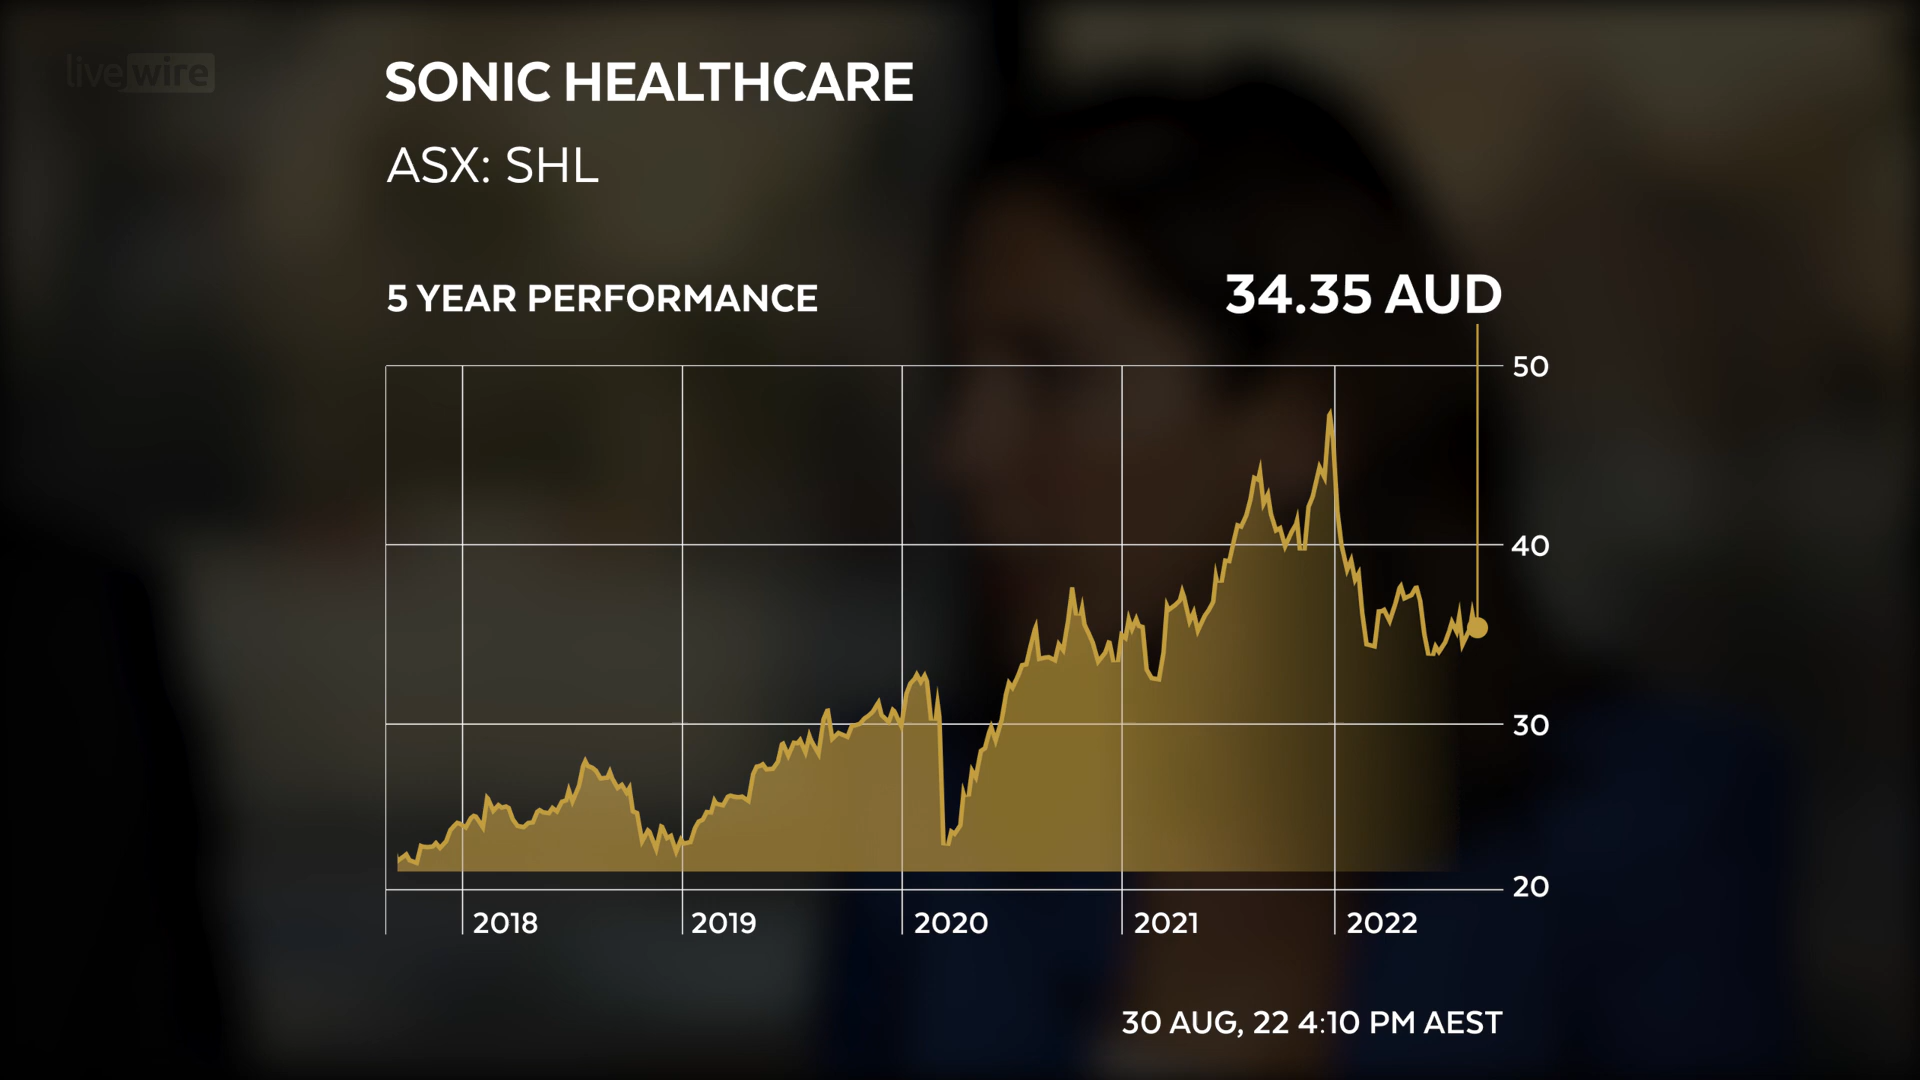 livewire
SONIC HEALTHCARE
ASX: SHL
5 YEAR PERFORMANCE
34.35 AUD
50
40
30
20
2018 2019 2020 2021 2022
30 AUG, 22 4:10 PM AEST